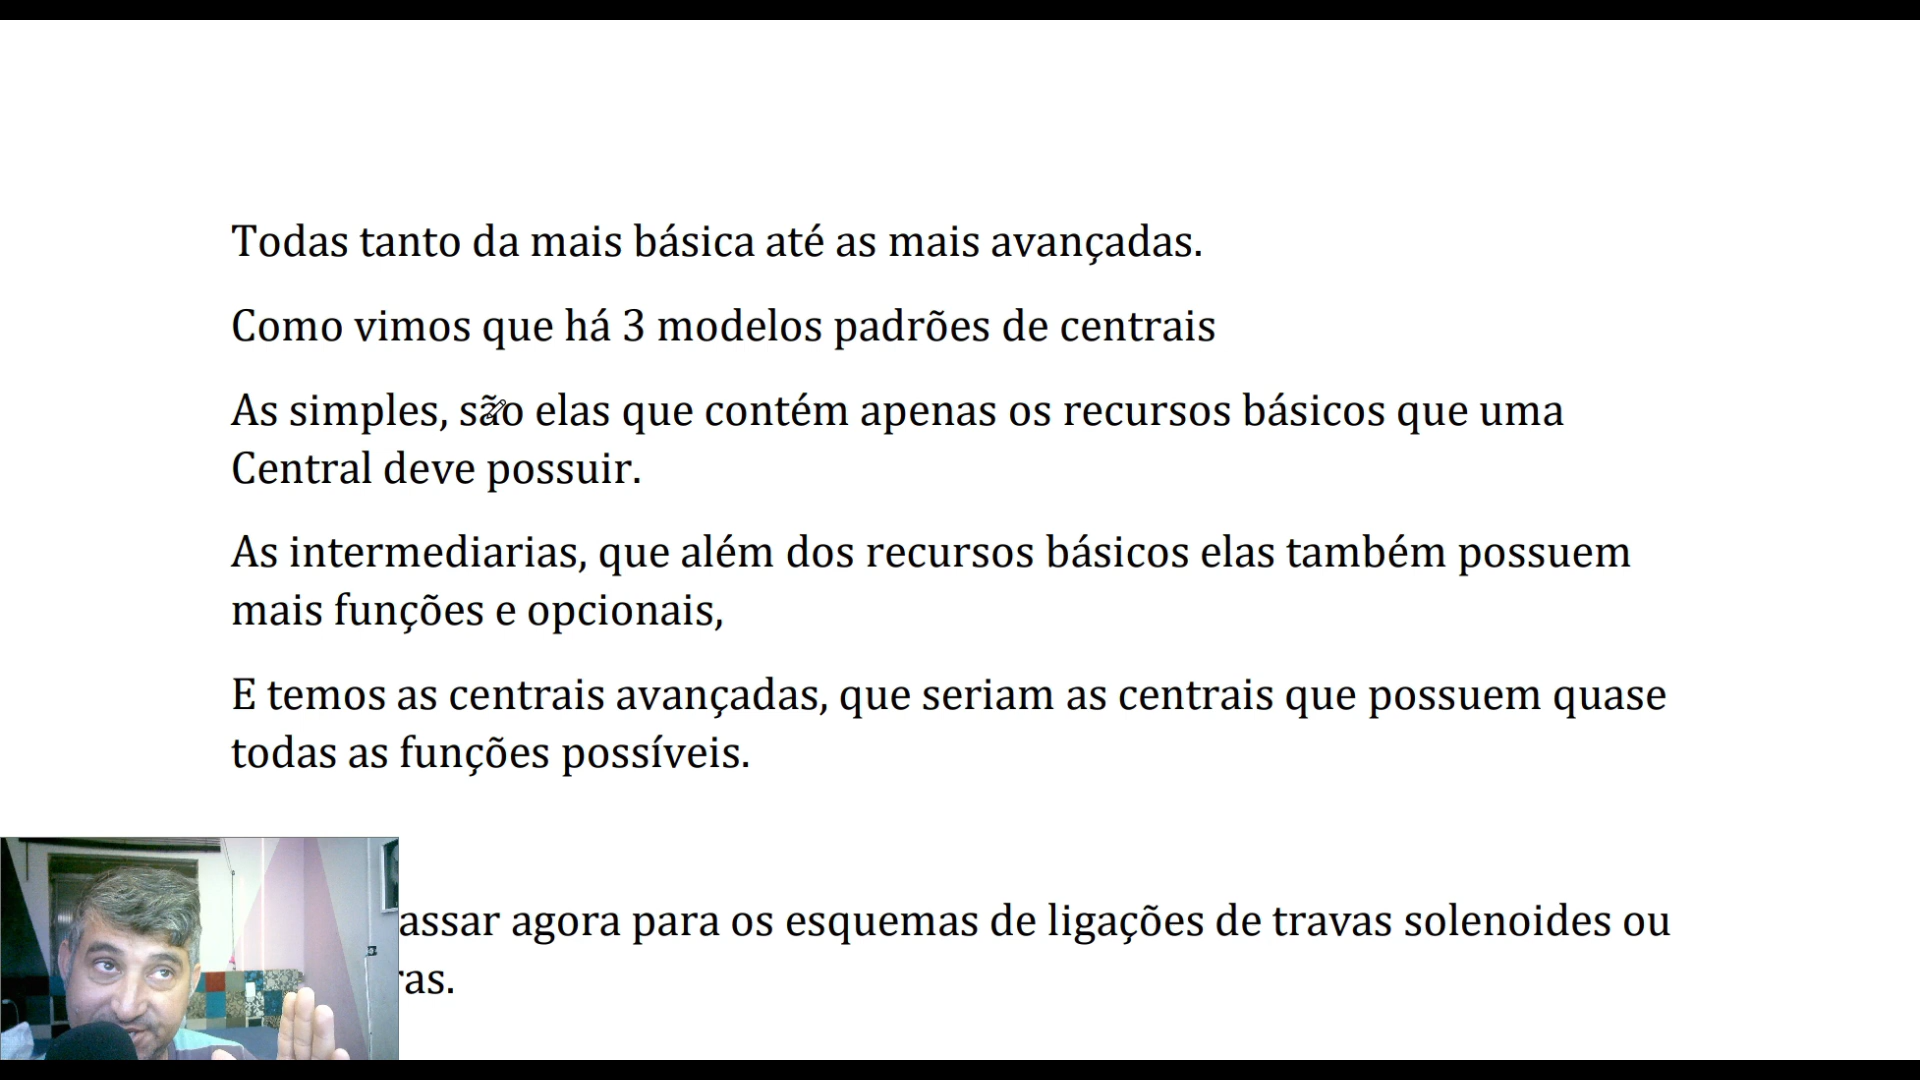 Todas tanto da mais básica até as mais avançadas.
Como vimos que há 3 modelos padrões de centrais
As simples, são elas que contém apenas os recursos básicos que uma
Central deve possuir.
As intermediarias, que além dos recursos básicos elas também possuem
mais funções e opcionais,
E temos as centrais avançadas, que seriam as centrais que possuem quase
todas as funções possíveis.
agora para os esquemas de ligações de travas solenoides ou